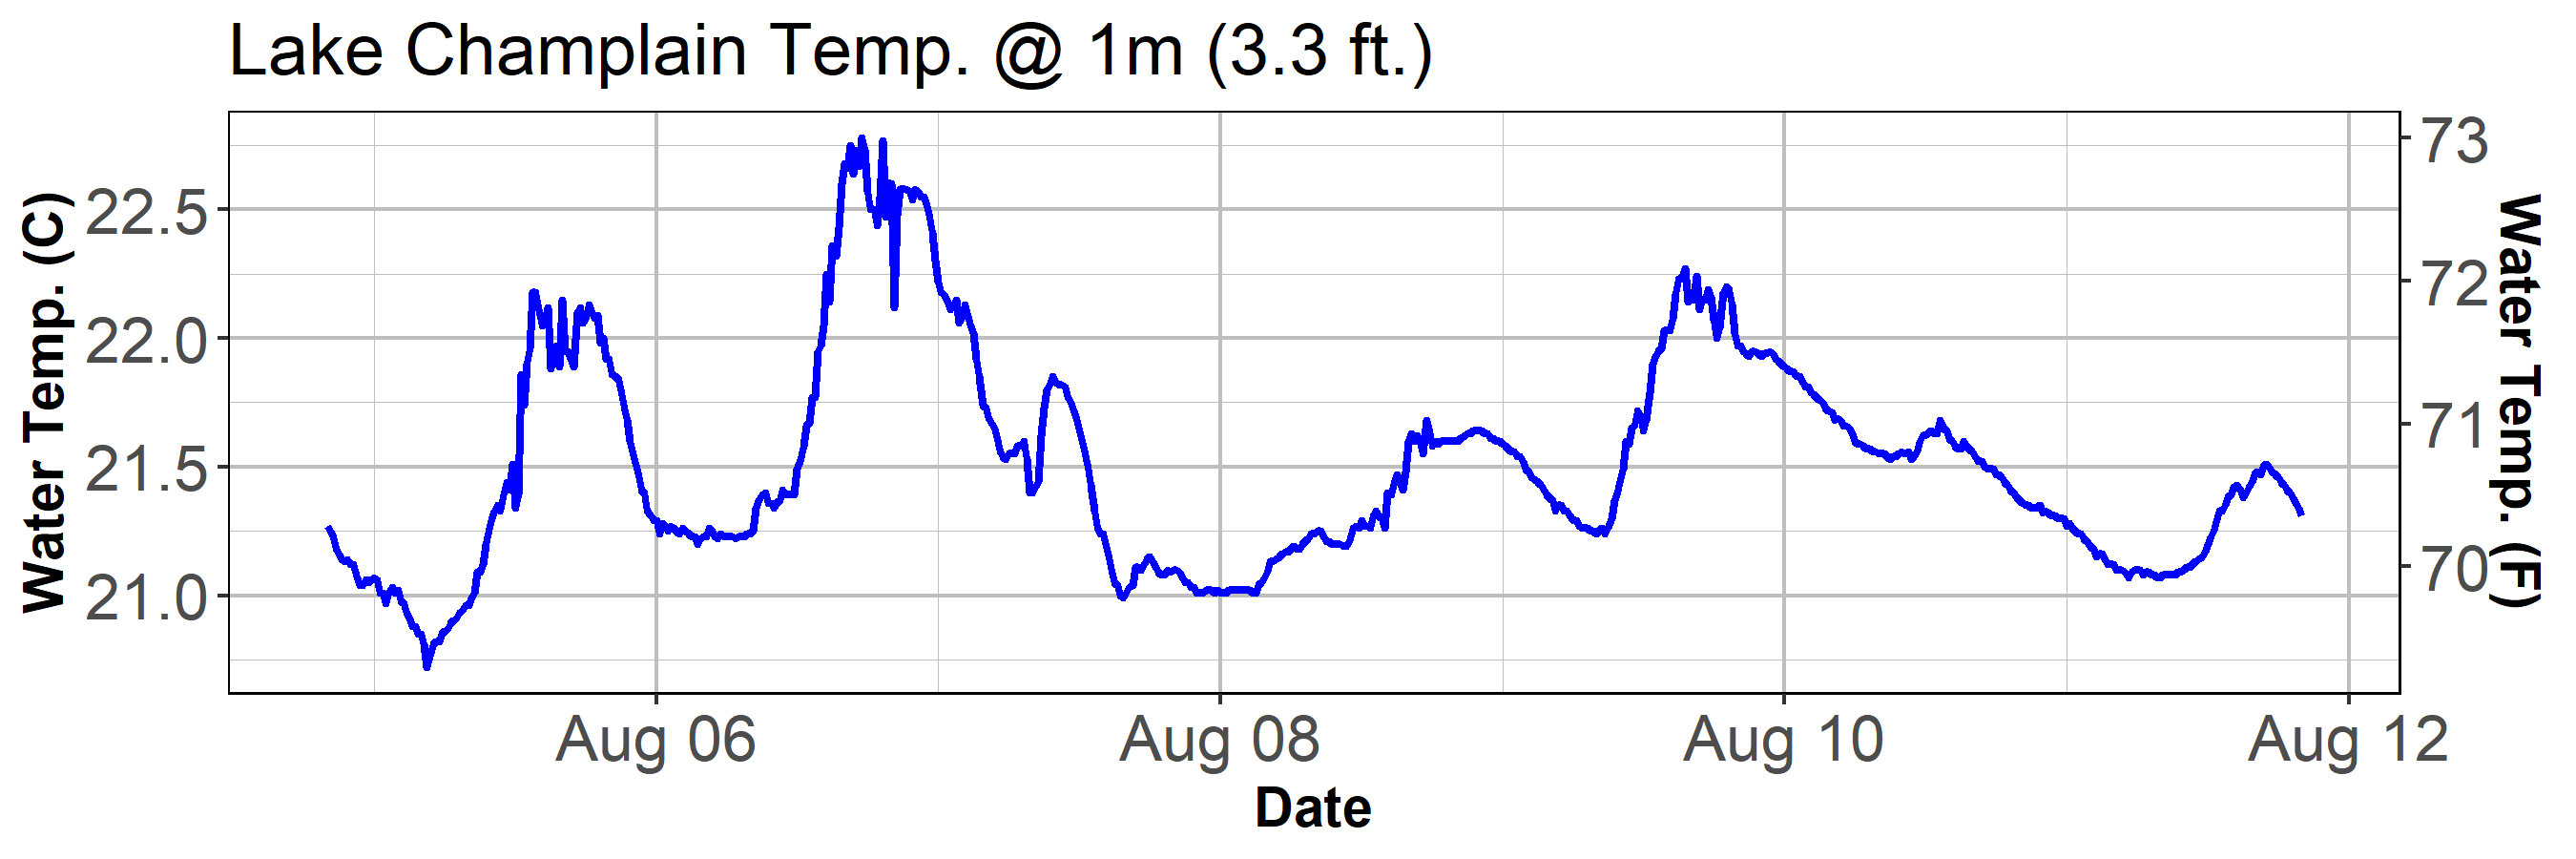 Lake Champlain Temp. @ 1m (3.3 ft.)
Water Temp. (C)
22.5
22.0
21.5
21.0
73
72
71
70
Water Temp. (F)
Aug 06 Aug 08 Aug 10 Aug 12
Date